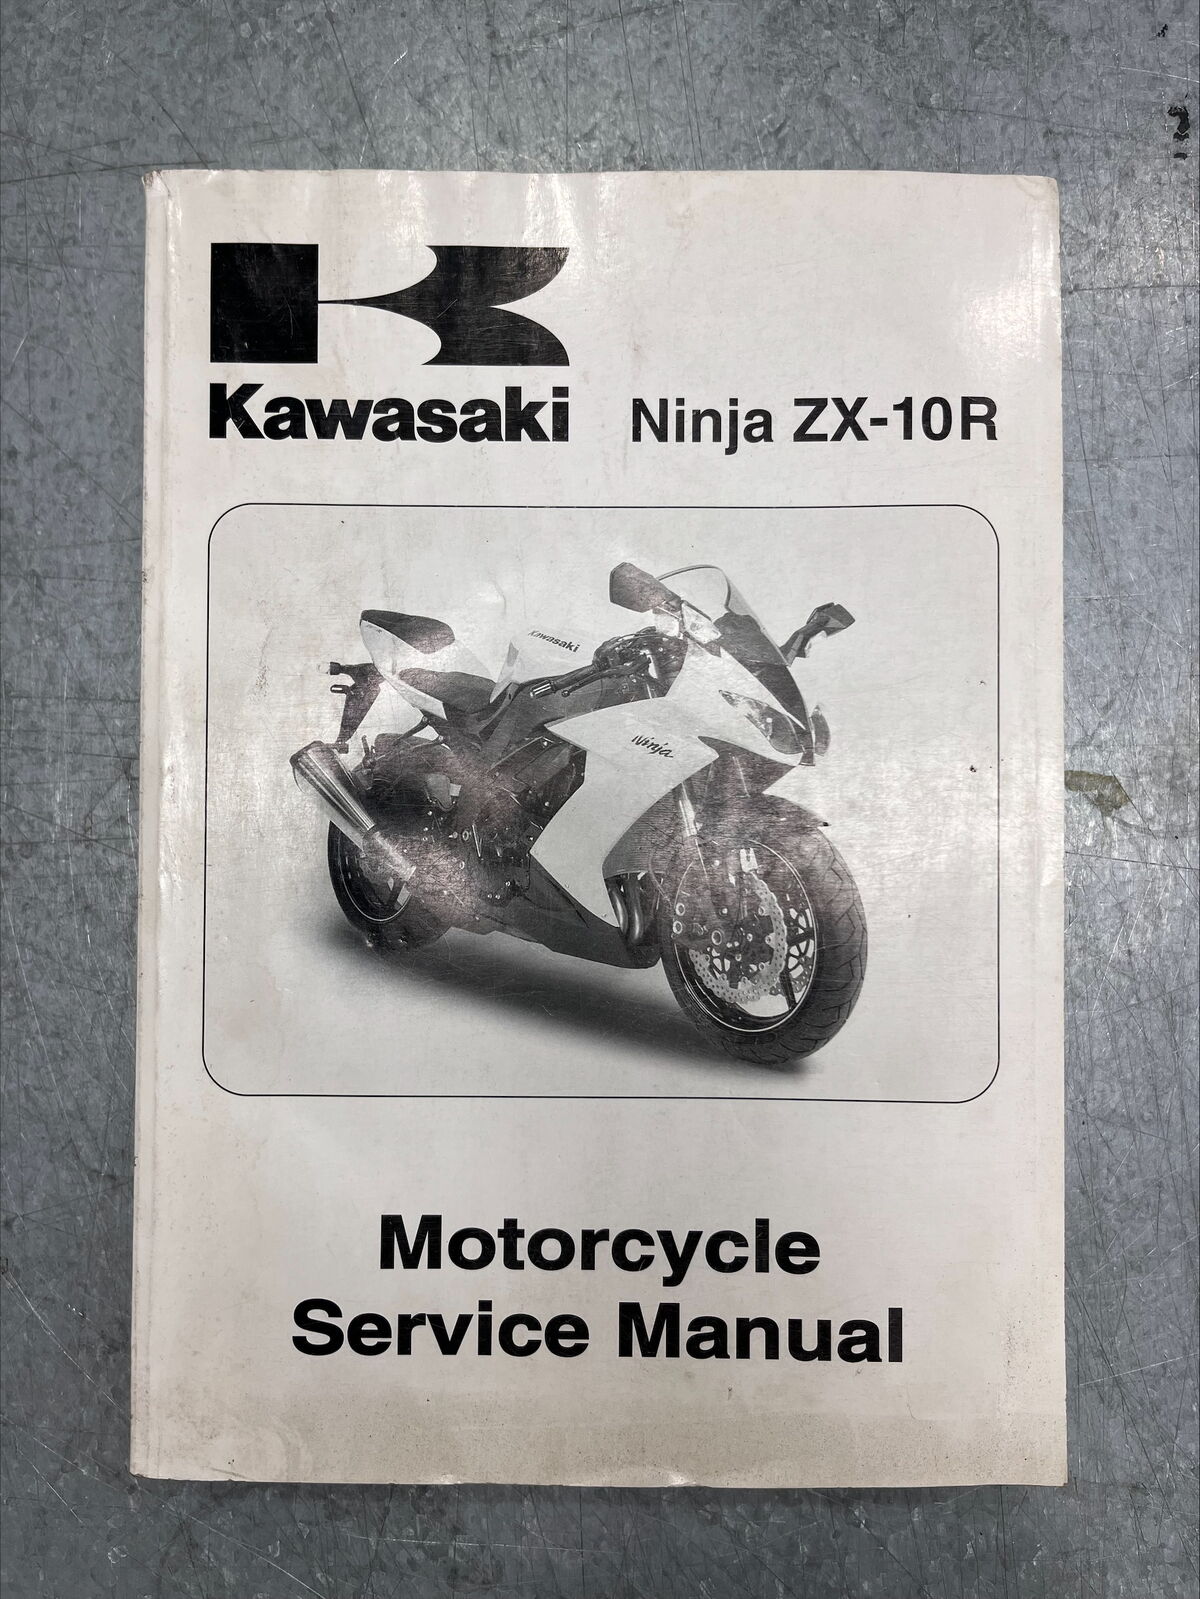 Kawasaki Ninja ZX-10R
Kawasaki
Ninja
Motorcycle
Service Manual